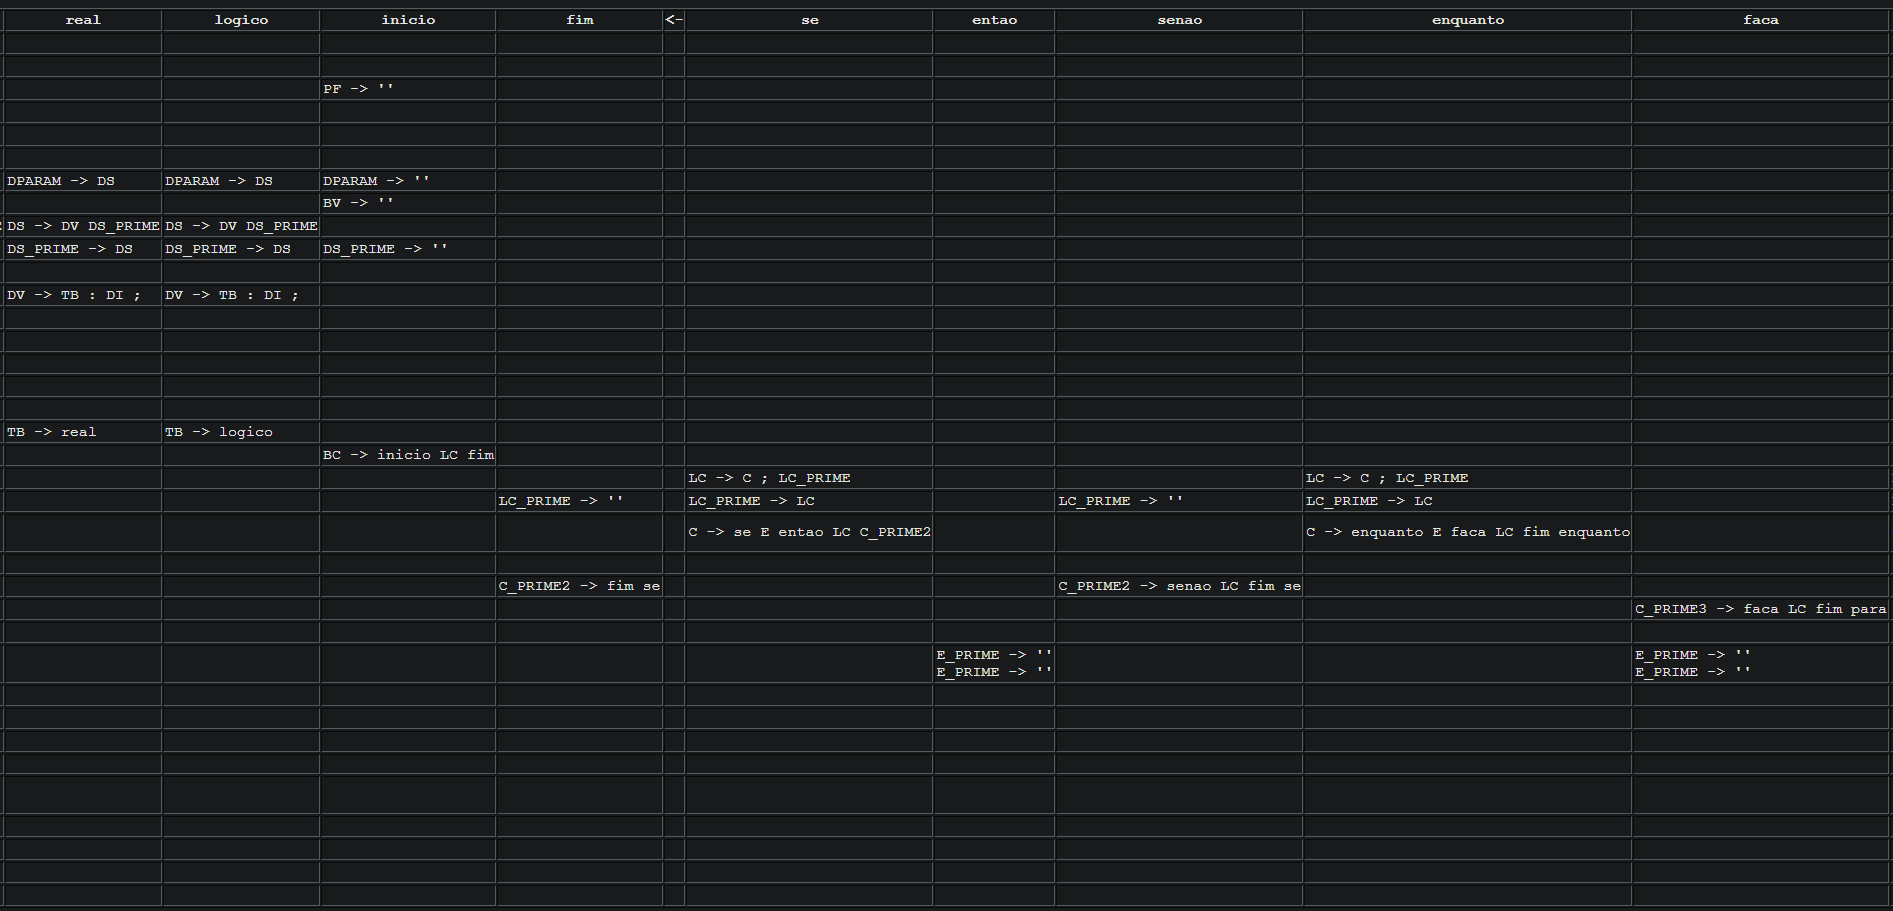 real logico inicio fim <- se entao senao enquanto faca
PF -> ''
DPARAM -> DS DPARAM -> DS DPARAM -> ''
BV -> ''
DS -> DV DS_PRIME DS -> DV DS_PRIME
DS_PRIME -> DS DS_PRIME -> DS DS_PRIME -> ''
DV -> TB : DI ; DV -> TB : DI ;
TB -> real TB -> logico
BC -> inicio LC fim
LC -> C ; LC_PRIME LC -> C ; LC_PRIME
LC_PRIME -> '' LC_PRIME -> LC LC_PRIME -> '' LC_PRIME -> LC
C -> se E entao LC C_PRIME2 C -> enquanto E faca LC fim enquanto
C_PRIME2 -> fim se C_PRIME2 -> senao LC fim se
C_PRIME3 -> faca LC fim para
E_PRIME -> '' E_PRIME -> ''
E_PRIME -> '' E_PRIME -> ''